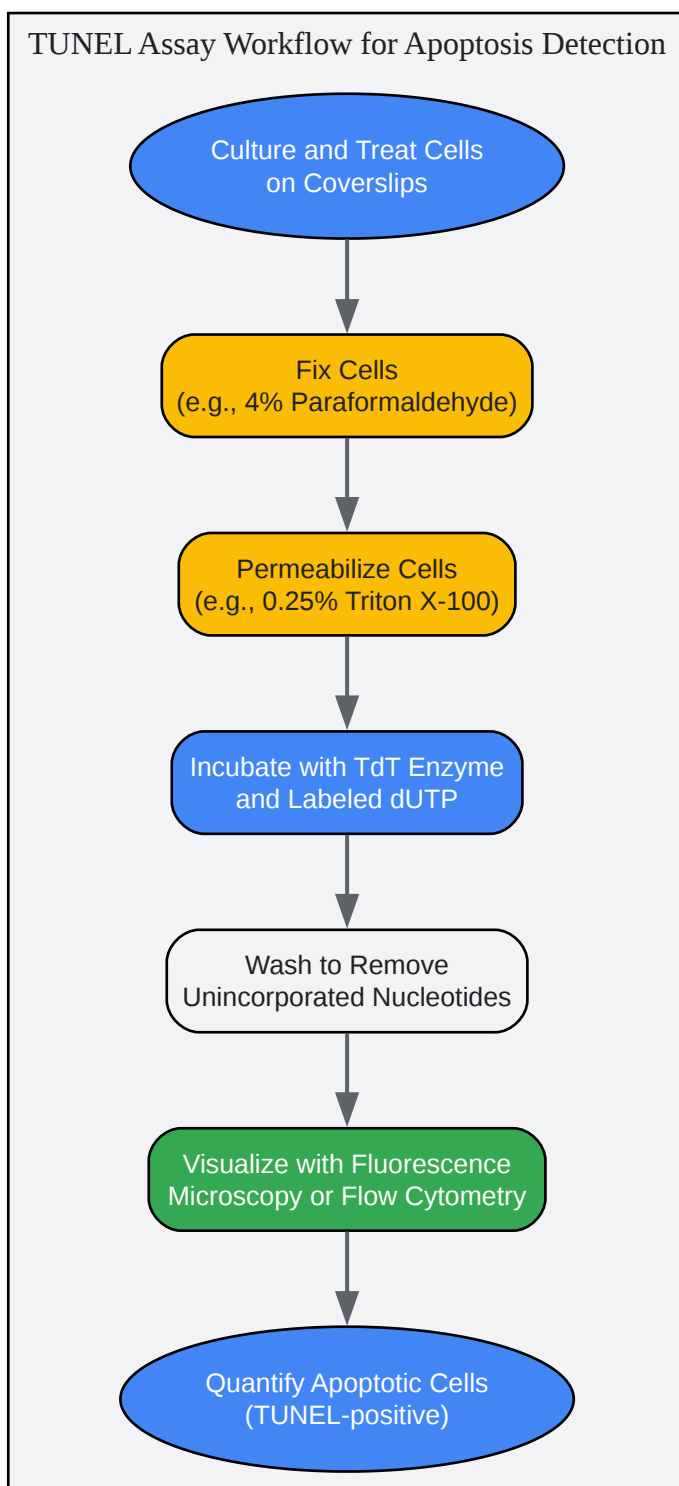 TUNEL Assay Workflow for Apoptosis Detection
Culture and Treat Cells
on Coverslips
Fix Cells
(e.g., 4% Paraformaldehyde)
Permeabilize Cells
(e.g., 0.25% Triton X-100)
Incubate with TdT Enzyme
and Labeled dUTP
Wash to Remove
Unincorporated Nucleotides
Visualize with Fluorescence
Microscopy or Flow Cytometry
Quantify Apoptotic Cells
(TUNEL-positive)